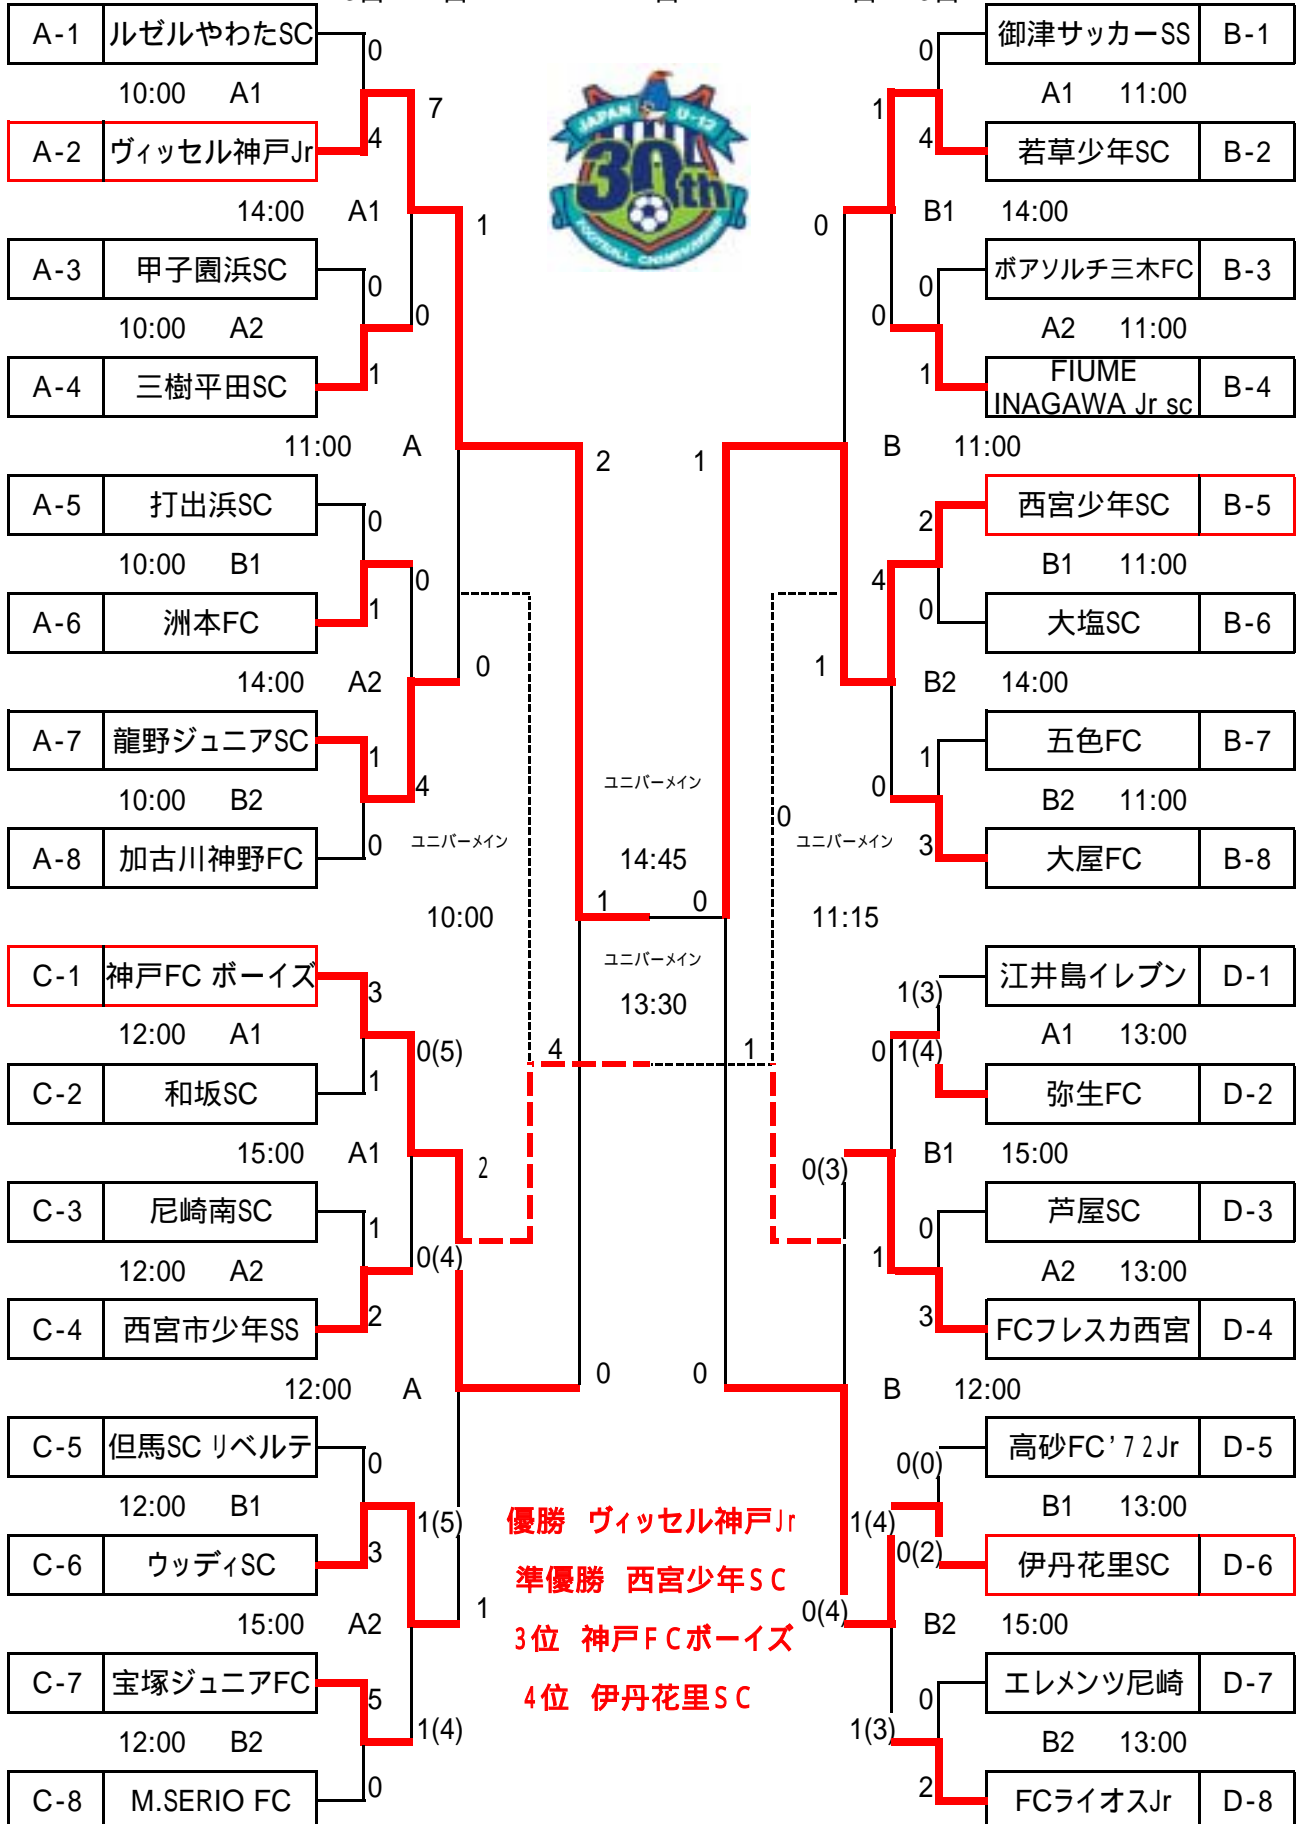 A-1 ルゼルやわたSC 0 0 御津サッカーSS B-1
10:00 A1 7 1 A1 11:00
A-2 ヴィッセル神戸Jr 4 4 若草少年SC B-2
JAPAN U-12
30th
FOOTBALL CHAMPIONSHIP
14:00 A1 1 0 B1 14:00
A-3 甲子園浜SC 0 0 ボアソルチ三木FC B-3
10:00 A2 0 0 A2 11:00
A-4 三樹平田SC 1 1 FIUME
INAGAWA Jr sc B-4
11:00 A 2 1 B 11:00
A-5 打出浜SC 0 2 西宮少年SC B-5
10:00 B1 0 4 B1 11:00
A-6 洲本FC 1 0 大塩SC B-6
14:00 A2 0 1 B2 14:00
A-7 龍野ジュニアSC 1 1 五色FC B-7
ユニバーメイン
10:00 B2 4 0 0 B2 11:00
A-8 加古川神野FC 0 ユニバーメイン 14:45 ユニバーメイン 3 大屋FC B-8
10:00 1 0 11:15
ユニバーメイン
C-1 神戸FC ボーイズ 3 13:30 1(3) 江井島イレブン D-1
12:00 A1 0(5) 4 1 0 1(4) A1 13:00
C-2 和坂SC 1 弥生FC D-2
15:00 A1 2 0(3) B1 15:00
C-3 尼崎南SC 1 0 芦屋SC D-3
12:00 A2 0(4) 1 A2 13:00
C-4 西宮市少年SS 2 3 FCフレスカ西宮 D-4
12:00 A 0 0 B 12:00
C-5 但馬SC リベルテ 0 0(0) 高砂FC'72Jr D-5
12:00 B1 1(5) 優勝 ヴィッセル神戸Jr 1(4) B1 13:00
C-6 ウッディSC 3 準優勝 西宮少年SC 0(2) 伊丹花里SC D-6
15:00 A2 1 3位 神戸FCボーイズ 0(4) B2 15:00
C-7 宝塚ジュニアFC 5 4位 伊丹花里SC 0 エレメンツ尼崎 D-7
12:00 B2 1(4) 1(3) B2 13:00
C-8 M.SERIO FC 0 2 FCライオスJr D-8